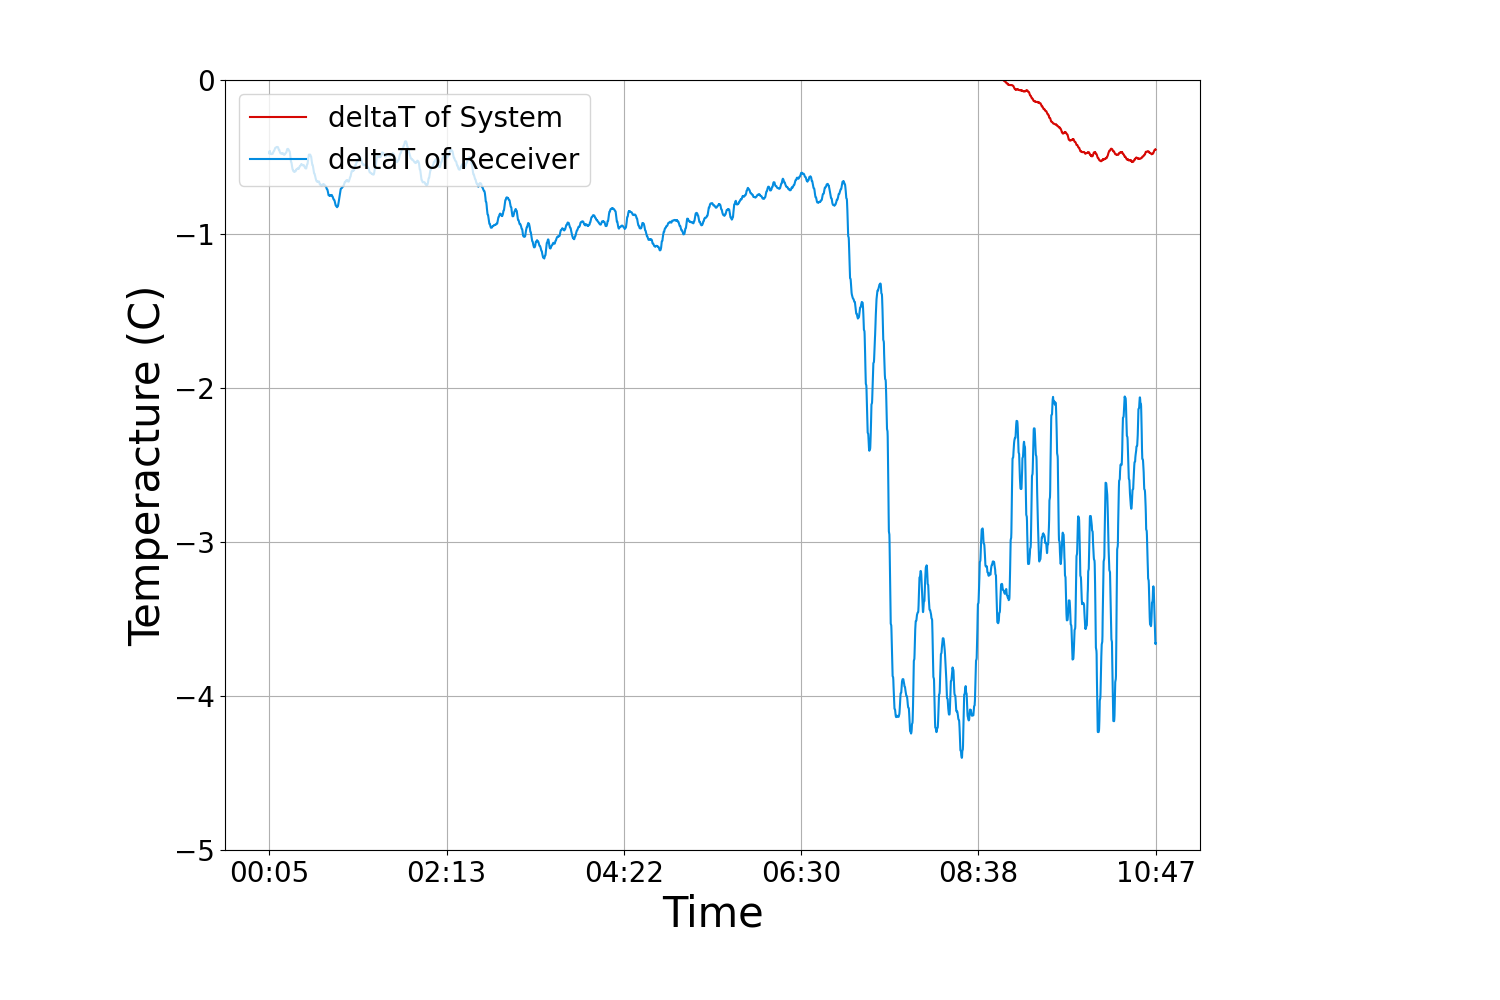 deltaT of System
deltaT of Receiver
0
−1
−2
−3
−4
−5
Temperacture (C)
00:05 02:13 04:22 06:30 08:38 10:47
Time